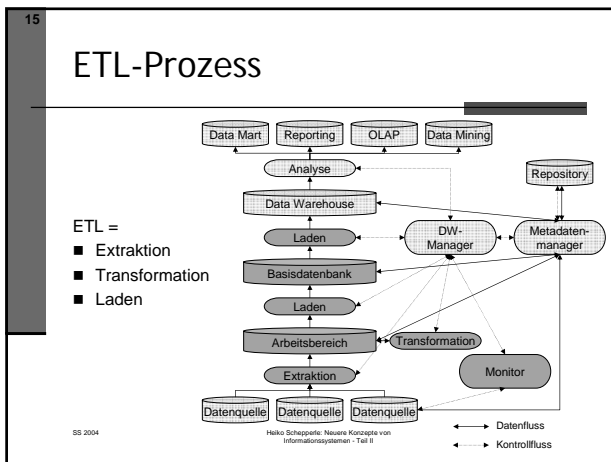 15
ETL-Prozess
Data Mart
Reporting
OLAP
Data Mining
Analyse
Repository
Data Warehouse
ETL =
Extraktion
Transformation
Laden
Laden
DW-
Manager
Metadaten-
manager
Basisdatenbank
Laden
Arbeitsbereich
Transformation
Extraktion
Monitor
Datenquelle
Datenquelle
Datenquelle
Datenfluss
Kontrollfluss
SS 2004
Heiko Schepperle: Neuere Konzepte von
Informationssystemen - Teil II